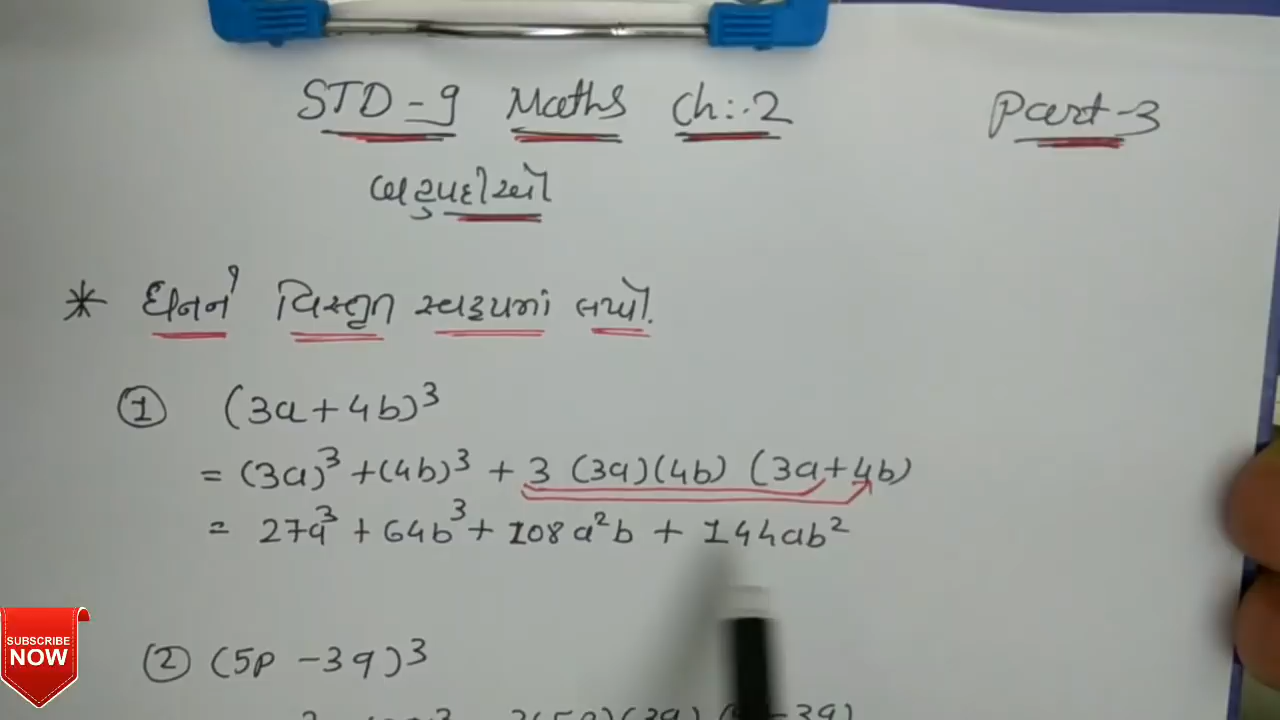 STD-9 Maths Ch:-2 Part-3
બહુપદીઓ
* ઘનને વિસ્તૃત સ્વરૂપમાં લખો.
① (3a+4b)³
= (3a)³ +(4b)³ + 3 (3a)(4b) (3a+4b)
= 27a³ + 64b³ + 108a²b + 144ab²
② (5p -3q)³
SUBSCRIBE
NOW